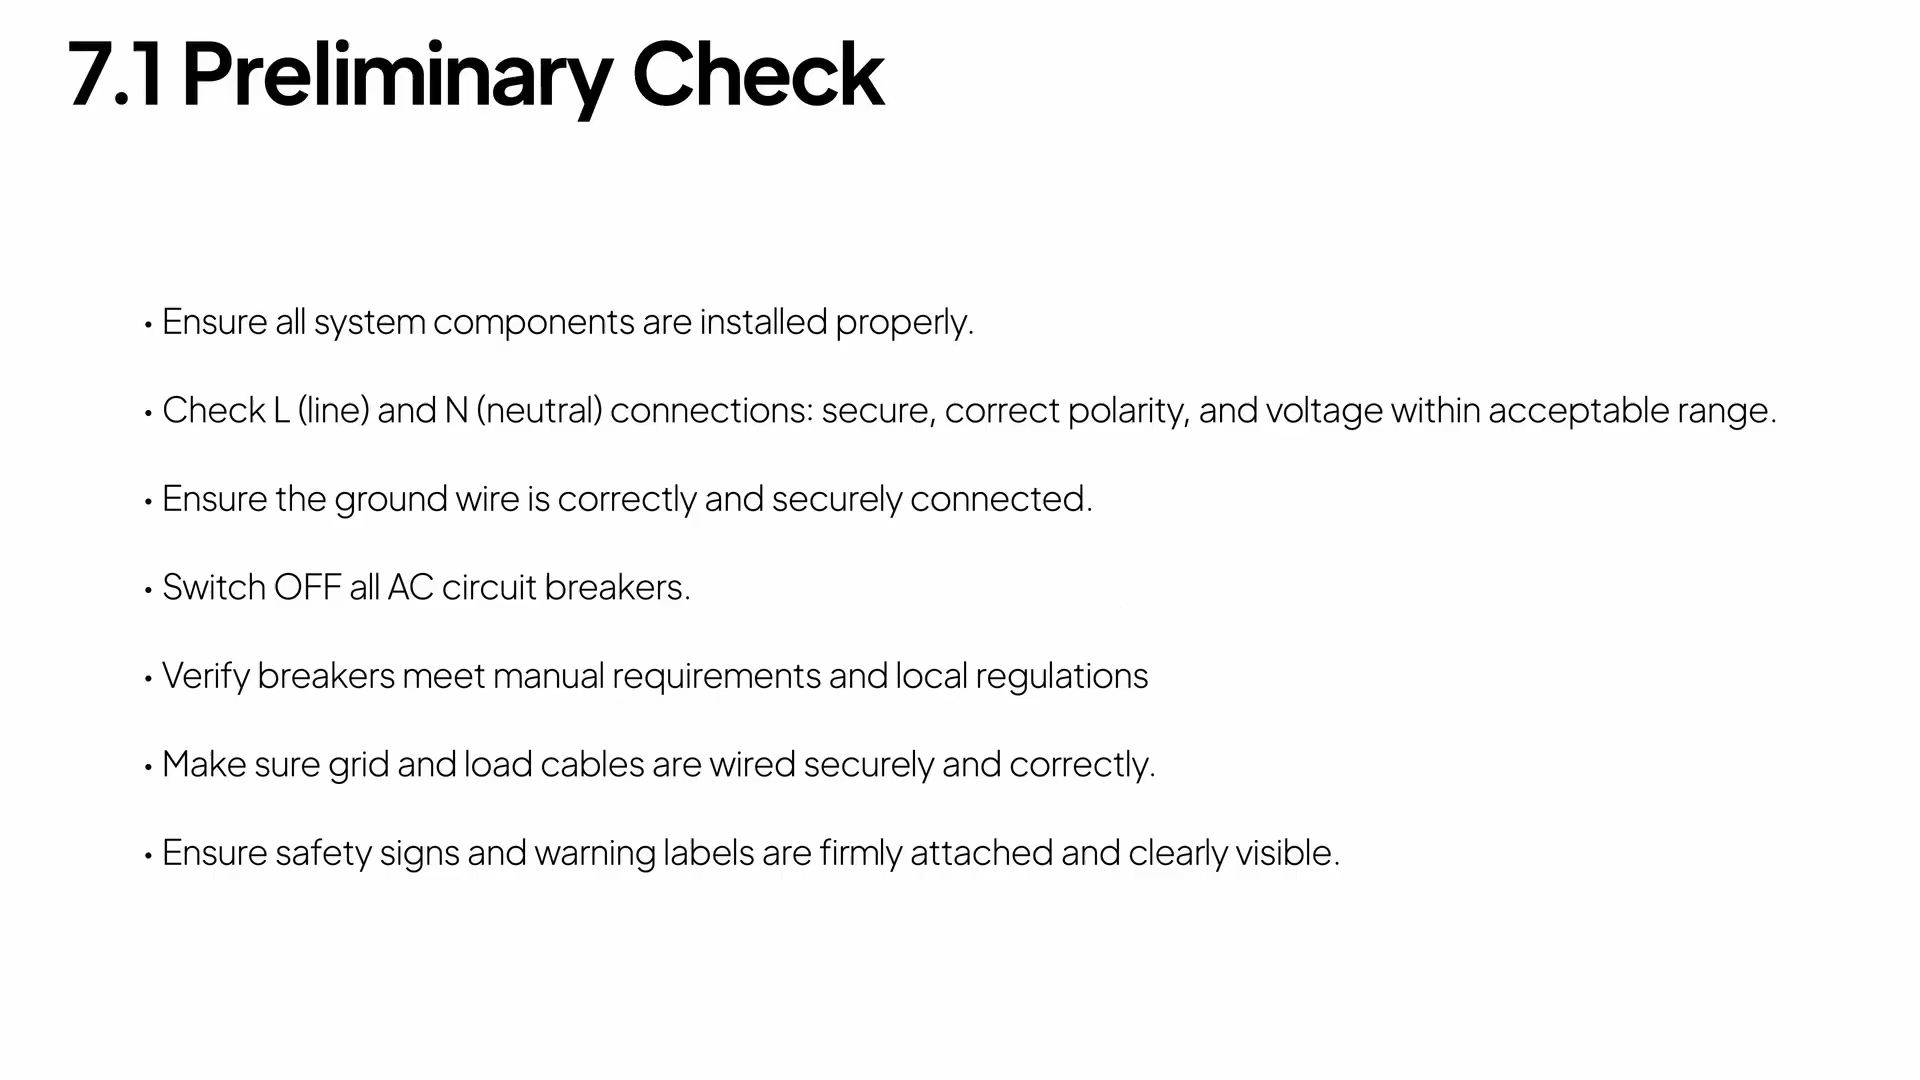 7.1 Preliminary Check
• Ensure all system components are installed properly.
• Check L (line) and N (neutral) connections: secure, correct polarity, and voltage within acceptable range.
• Ensure the ground wire is correctly and securely connected.
• Switch OFF all AC circuit breakers.
• Verify breakers meet manual requirements and local regulations
• Make sure grid and load cables are wired securely and correctly.
• Ensure safety signs and warning labels are firmly attached and clearly visible.